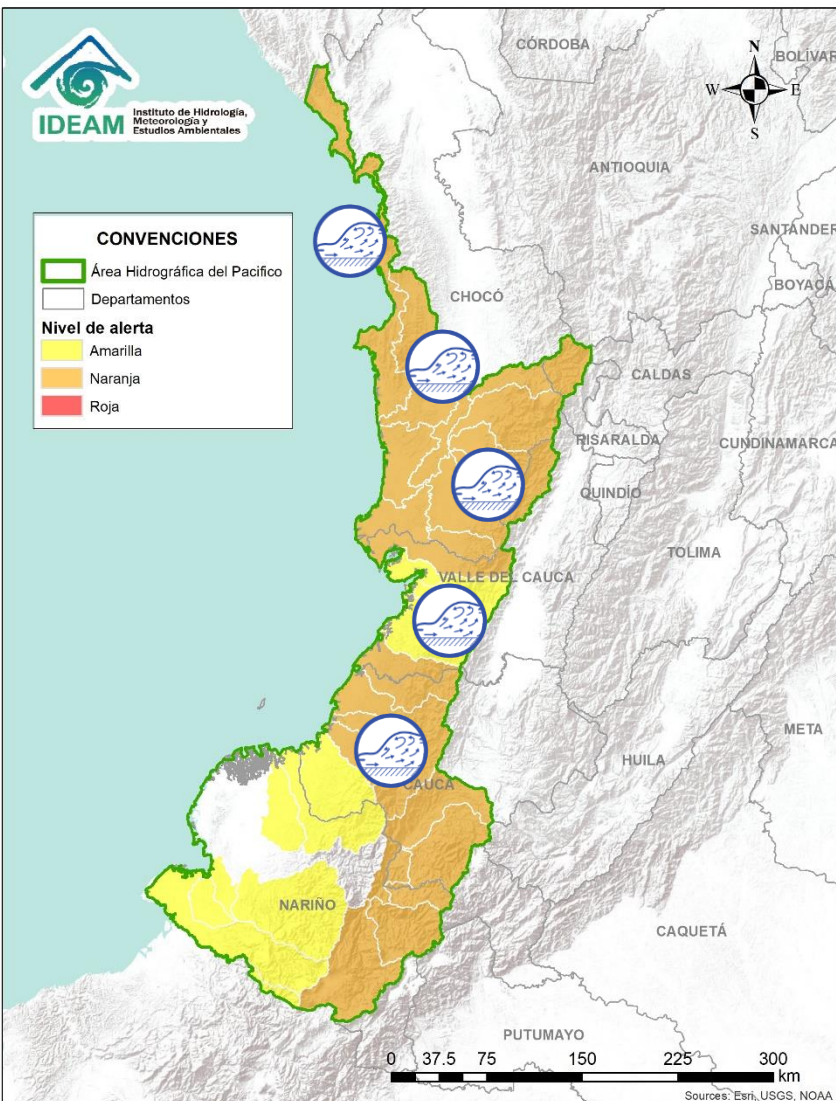 IDEAM
Instituto de Hidrología,
Meteorología y
Estudios Ambientales
CÓRDOBA
BOLÍVAR
N
W
E
S
ANTIOQUIA
SANTANDER
BOYACÁ
CONVENCIONES
Área Hidrográfica del Pacifico
Departamentos
Nivel de alerta
Amarilla
Naranja
Roja
CHOCÓ
CALDAS
RISARALDA
CUNDINAMARCA
QUINDÍO
TOLIMA
VALLE DEL CAUCA
META
HUILA
CAUCA
NARIÑO
CAQUETÁ
PUTUMAYO
0 37.5 75 150 225 300
km
Sources: Esri, USGS, NOAA